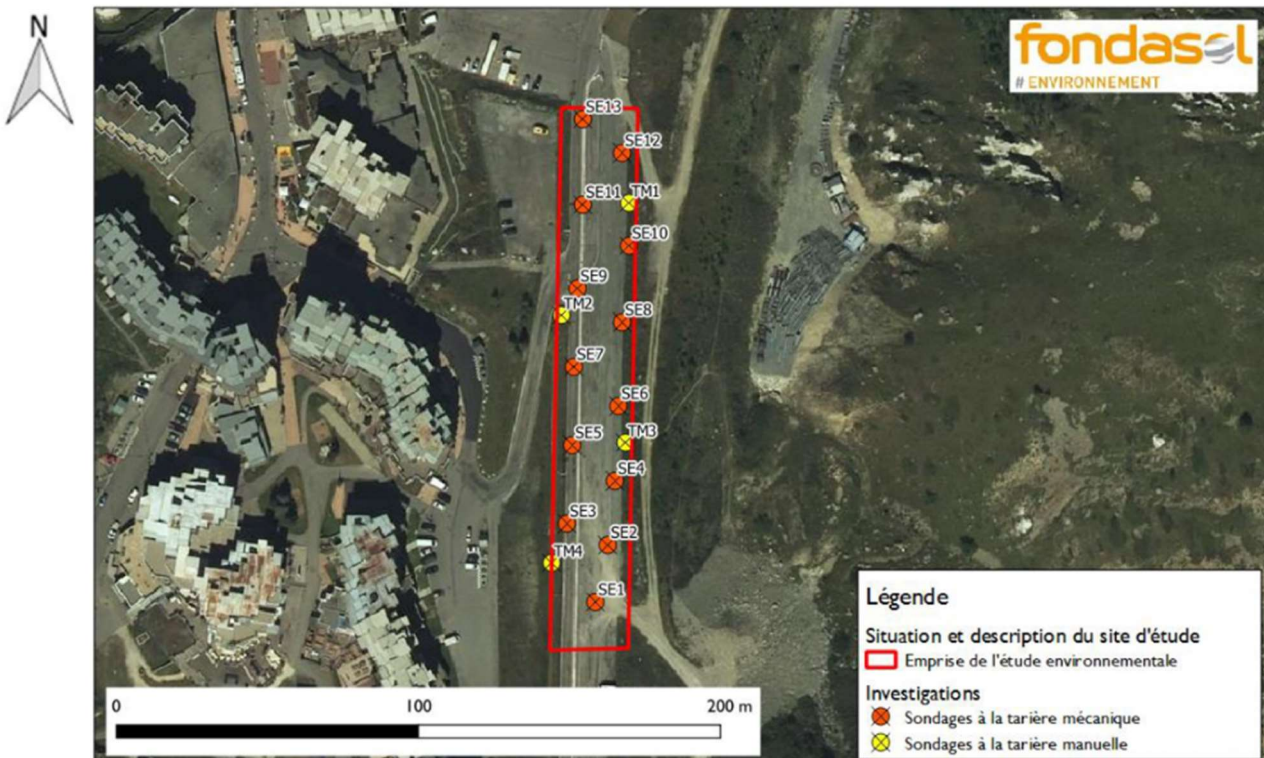 N
fondasol
# ENVIRONNEMENT
SE13
SE12
SE11
TM1
SE10
SE9
TM2
SE8
SE7
SE6
TM3
SE5
SE4
SE3
SE2
TM4
SE1
Légende
Situation et description du site d'étude
Emprise de l'étude environnementale
Investigations
Sondages à la tarière mécanique
Sondages à la tarière manuelle
0 100 200 m